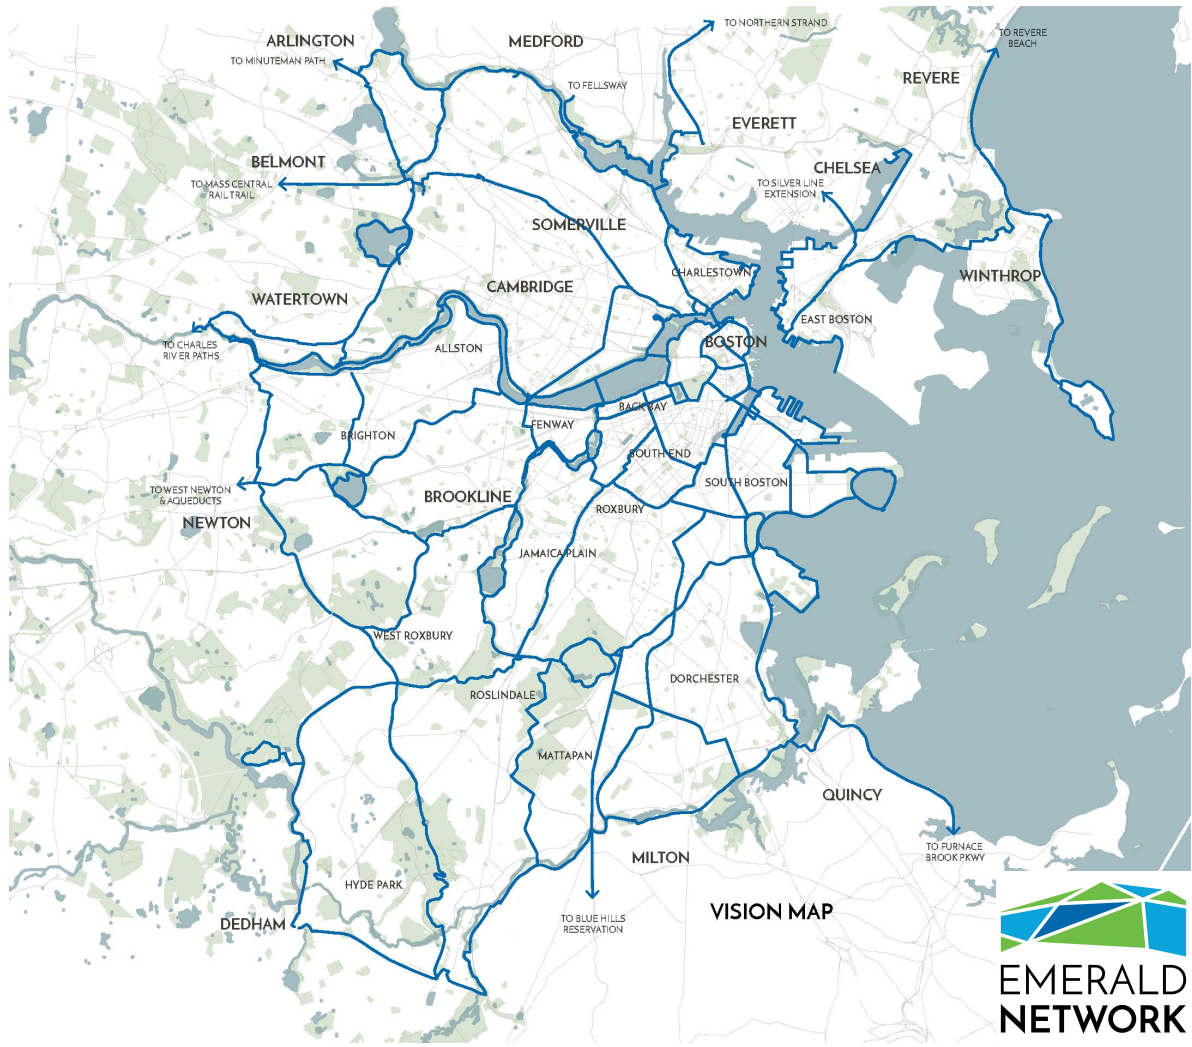 TO NORTHERN STRAND
TO REVERE
BEACH
ARLINGTON
MEDFORD
TO MINUTEMAN PATH
REVERE
TO FELLSWAY
EVERETT
BELMONT
CHELSEA
TO MASS CENTRAL
RAIL TRAIL
TO SILVER LINE
EXTENSION
SOMERVILLE
CHARLESTOWN
WINTHROP
CAMBRIDGE
WATERTOWN
EAST BOSTON
TO CHARLES
RIVER PATHS
ALLSTON
BOSTON
BACK BAY
FENWAY
BRIGHTON
SOUTH END
SOUTH BOSTON
TO WEST NEWTON
& AQUEDUCTS
BROOKLINE
ROXBURY
NEWTON
JAMAICA PLAIN
WEST ROXBURY
DORCHESTER
ROSLINDALE
MATTAPAN
QUINCY
TO FURNACE
BROOK PKWY
MILTON
HYDE PARK
VISION MAP
DEDHAM
TO BLUE HILLS
RESERVATION
EMERALD
NETWORK